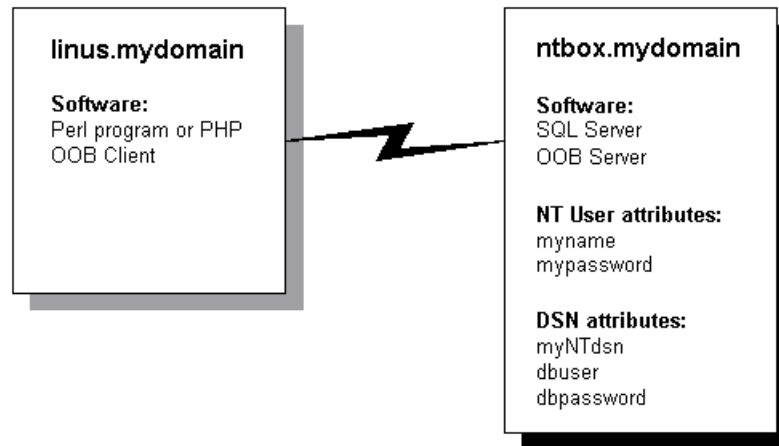 linus.mydomain
Software:
Perl program or PHP
OOB Client
ntbox.mydomain
Software:
SQL Server
OOB Server
NT User attributes:
myname
mypassword
DSN attributes:
myNTdsn
dbuser
dbpassword